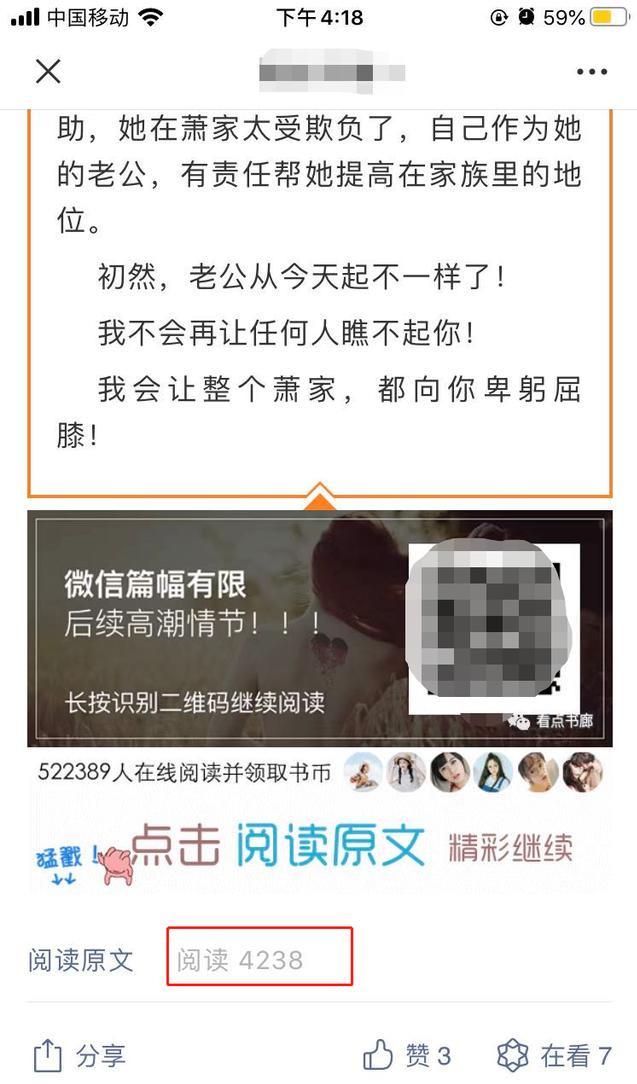 中国移动
下午4:18
59%
助，她在萧家太受欺负了，自己作为她
的老公，有责任帮她提高在家族里的地
位。
初然，老公从今天起不一样了！
我不会再让任何人瞧不起你！
我会让整个萧家，都向你卑躬屈
膝！
微信篇幅有限
后续高潮情节！！！
长按识别二维码继续阅读
看点书廊
522389人在线阅读并领取书币
猛戳！
点击 阅读原文 精彩继续
阅读原文 阅读 4238
分享 赞 3 在看 7